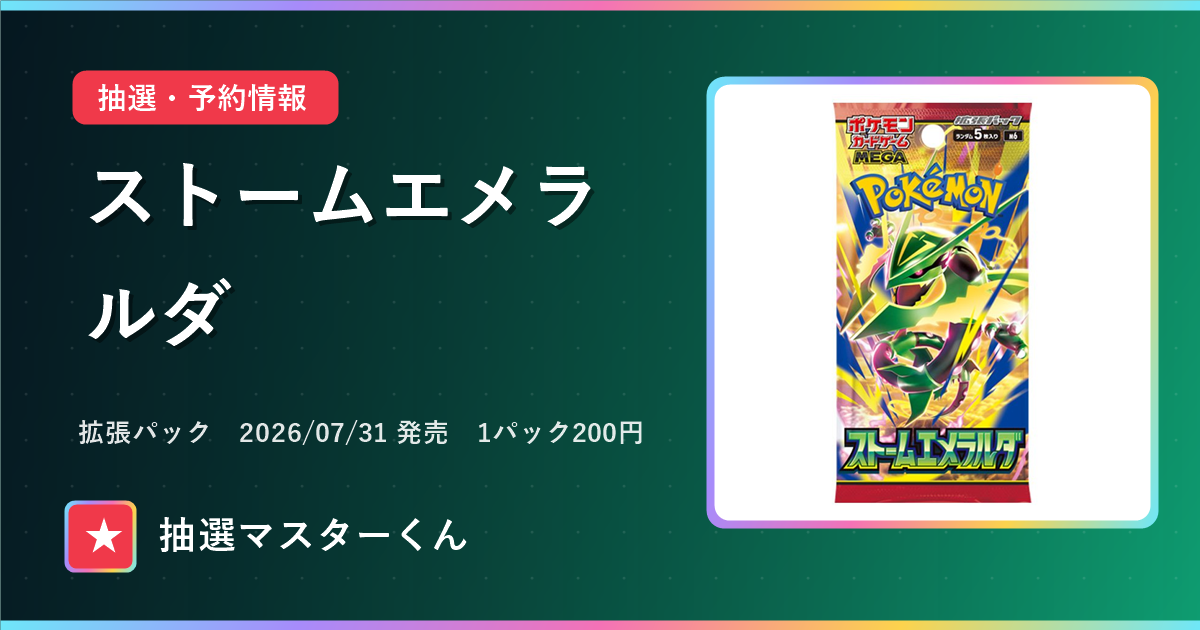 抽選・予約情報
ストームエメラ
ルダ
拡張パック 2026/07/31 発売 1パック200円
抽選マスターくん
ポケモン
カードゲーム
MEGA
拡張パック
ランダム5枚入り
POKéMON
ストームエメラルダ